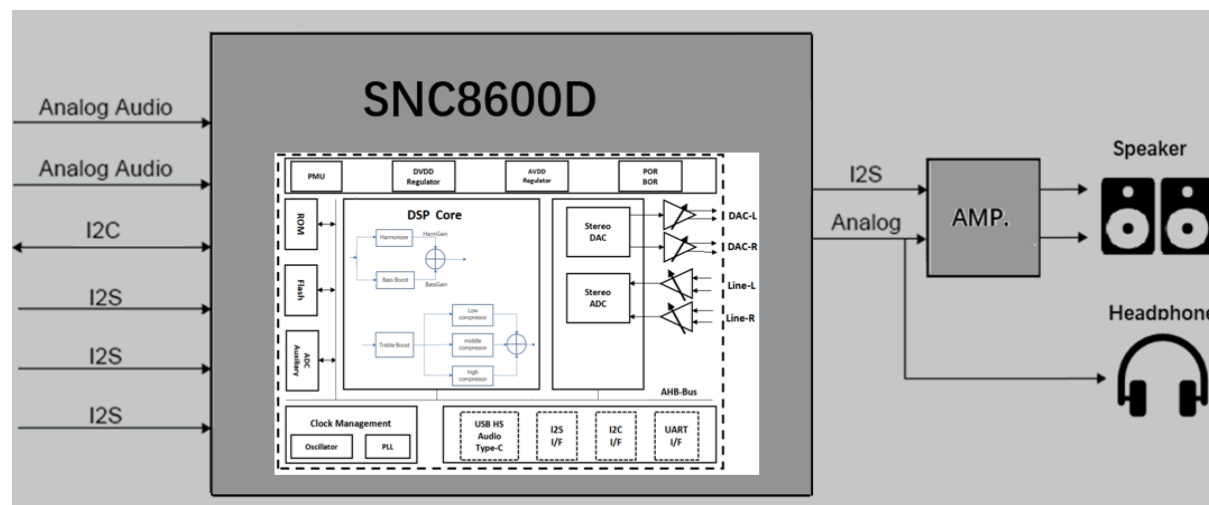 SNC8600D
Analog Audio
Analog Audio
I2C
I2S
I2S
I2S
PMU
DVDD
Regulator
AVDD
Regulator
POR
BOR
ROM
Flash
ADC
Auxiliary
DSP Core
Harmonizer
HarmGain
Bass Boost
BassGain
Treble Boost
Low
compressor
middle
compressor
high
compressor
Stereo
DAC
Stereo
ADC
DAC-L
DAC-R
Line-L
Line-R
AHB-Bus
Clock Management
Oscillator
PLL
USB HS
Audio
Type-C
I2S
I/F
I2C
I/F
UART
I/F
I2S
Analog
AMP.
Speaker
Headphone